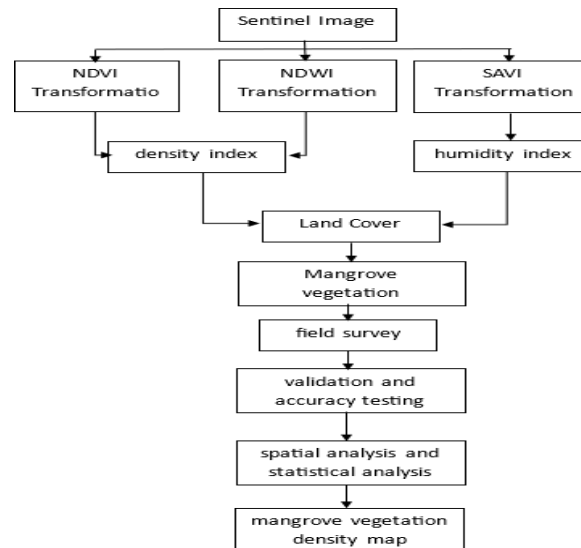 Sentinel Image
NDVI
Transformatio
NDWI
Transformation
SAVI
Transformation
density index
humidity index
Land Cover
Mangrove
vegetation
field survey
validation and
accuracy testing
spatial analysis and
statistical analysis
mangrove vegetation
density map